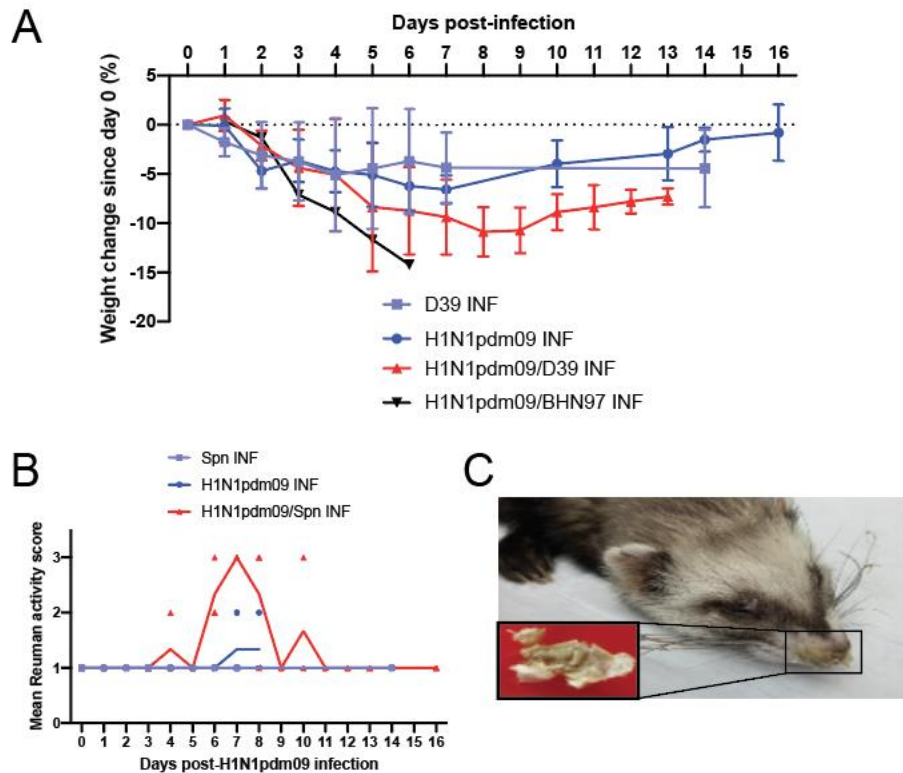 A
Days post-infection
0 1 2 3 4 5 6 7 8 9 10 11 12 13 14 15 16
Weight change since day 0 (%)
5
0
-5
-10
-15
-20
D39 INF
H1N1pdm09 INF
H1N1pdm09/D39 INF
H1N1pdm09/BHN97 INF
B
Spn INF
H1N1pdm09 INF
H1N1pdm09/Spn INF
Mean Reuman activity score
3
2
1
0
0 1 2 3 4 5 6 7 8 9 10 11 12 13 14 15 16
Days post-H1N1pdm09 infection
C